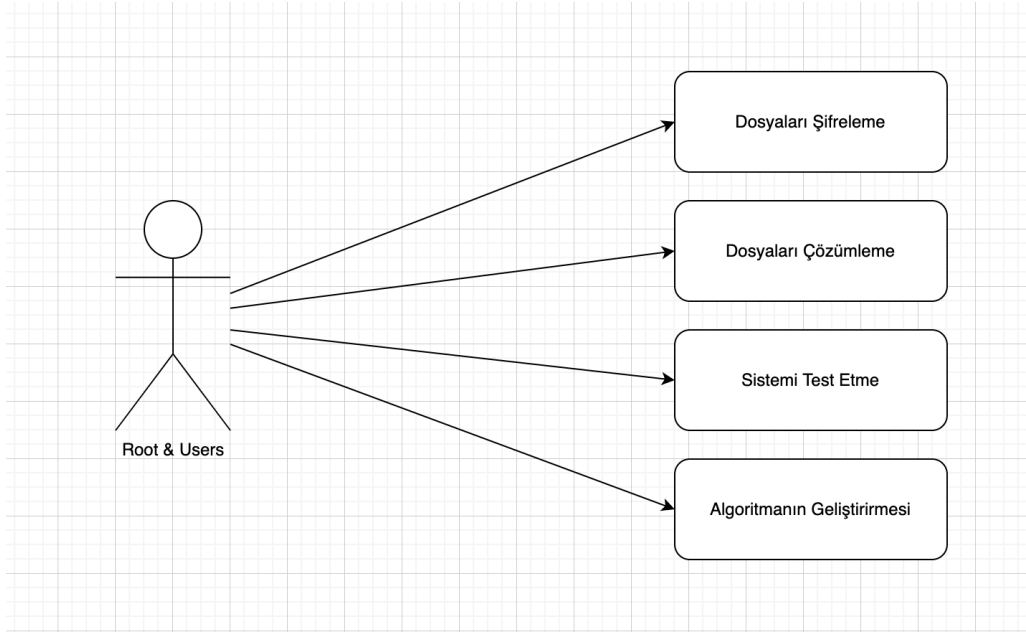 Dosyaları Şifreleme
Dosyaları Çözümleme
Sistemi Test Etme
Algoritmanın Geliştirirmesi
Root & Users